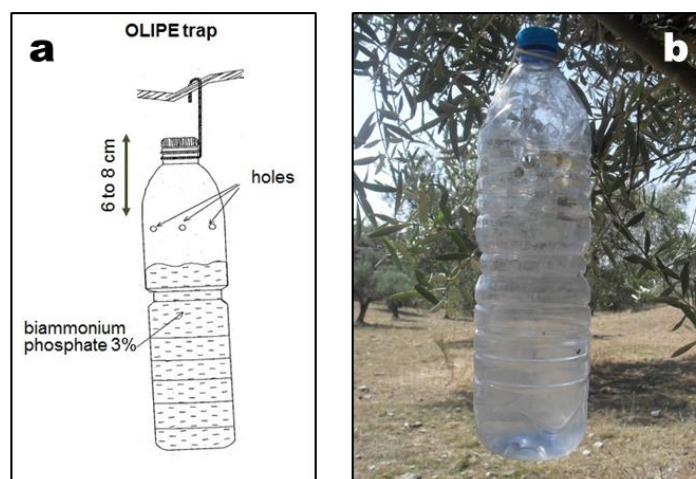 OLIPE trap
a
b
6 to 8 cm
holes
biammonium
phosphate 3%